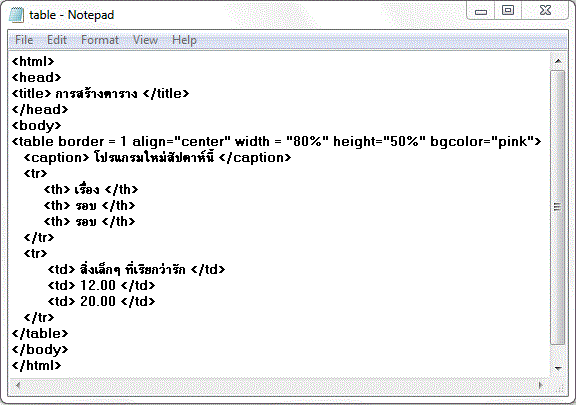 table - Notepad
File Edit Format View Help
<html>
<head>
<title> การสร้างตาราง </title>
</head>
<body>
<table border = 1 align="center" width = "80%" height="50%" bgcolor="pink">
<caption> โปรแกรมใหม่สัปดาห์นี้ </caption>
<tr>
<th> เรื่อง </th>
<th> รอบ </th>
<th> รอบ </th>
</tr>
<tr>
<td> สิ่งเล็กๆ ที่เรียกว่ารัก </td>
<td> 12.00 </td>
<td> 20.00 </td>
</tr>
</table>
</body>
</html>